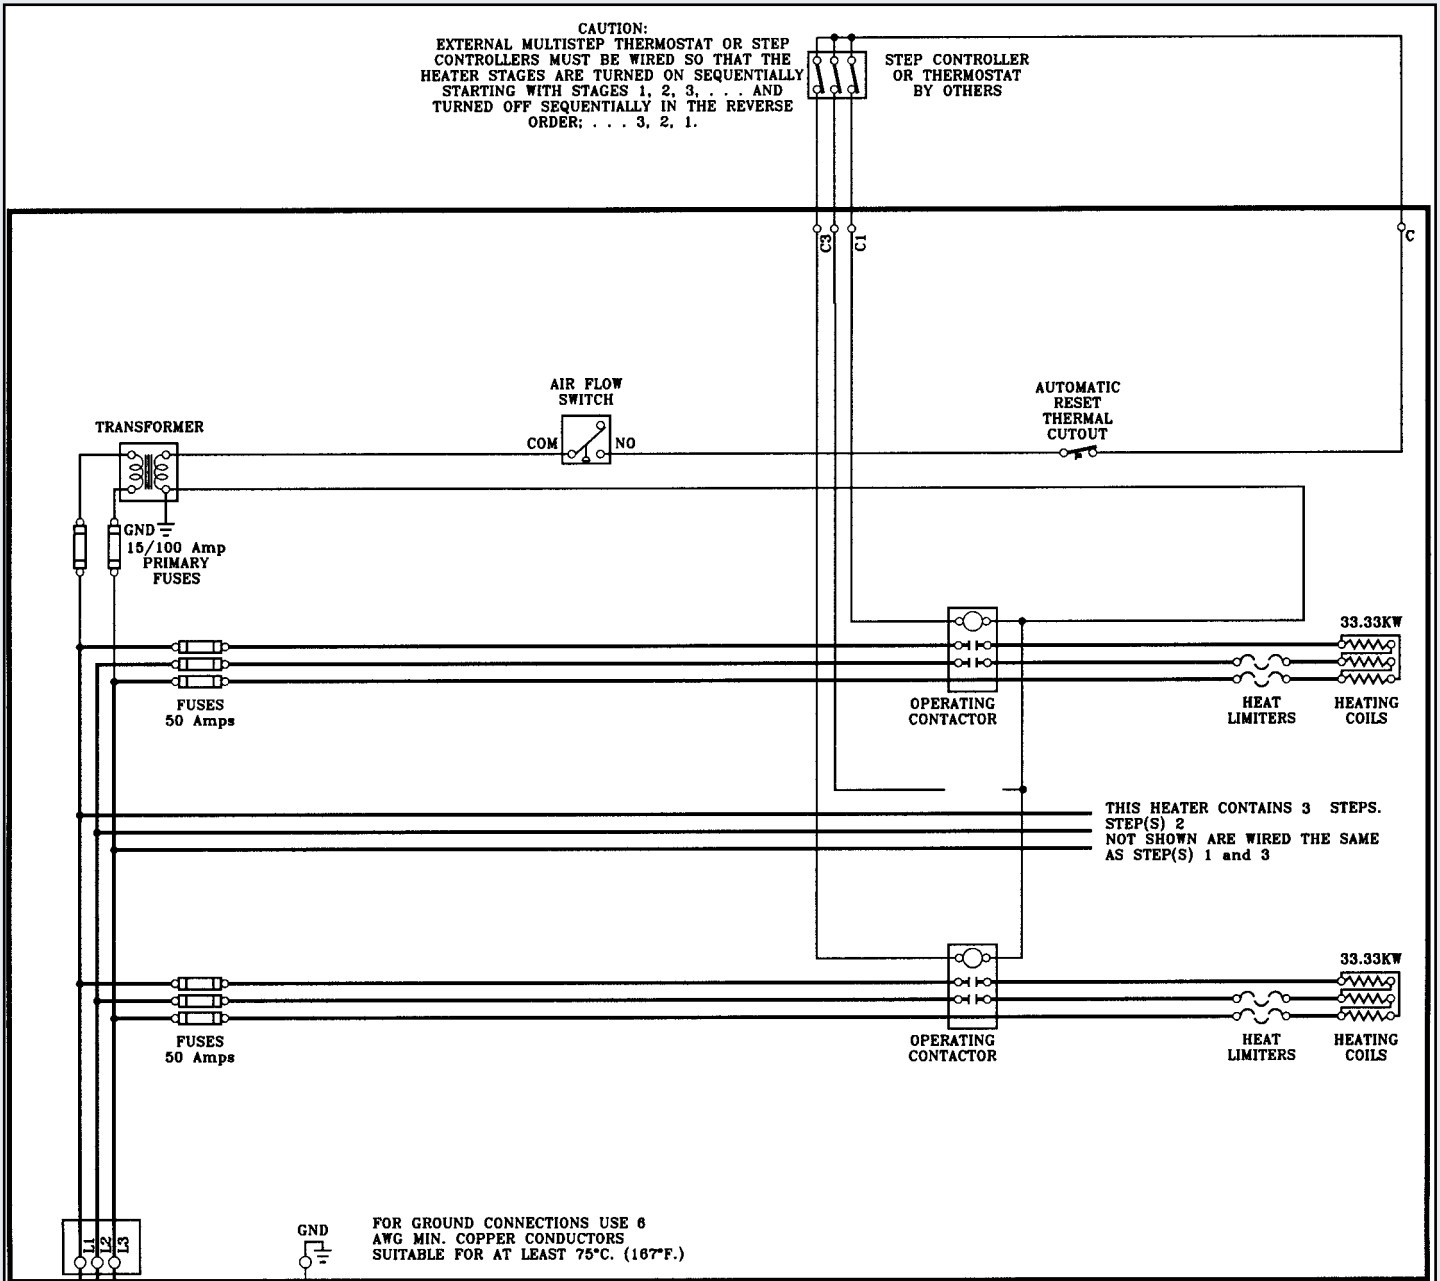 CAUTION:
EXTERNAL MULTISTEP THERMOSTAT OR STEP
CONTROLLERS MUST BE WIRED SO THAT THE
HEATER STAGES ARE TURNED ON SEQUENTIALLY
STARTING WITH STAGES 1, 2, 3, . . . AND
TURNED OFF SEQUENTIALLY IN THE REVERSE
ORDER; . . . 3, 2, 1.
STEP CONTROLLER
OR THERMOSTAT
BY OTHERS
C3
C1
C
AIR FLOW
SWITCH
COM
NO
AUTOMATIC
RESET
THERMAL
CUTOUT
TRANSFORMER
GND
15/100 Amp
PRIMARY
FUSES
33.33KW
FUSES
50 Amps
OPERATING
CONTACTOR
HEAT
LIMITERS
HEATING
COILS
THIS HEATER CONTAINS 3 STEPS.
STEP(S) 2
NOT SHOWN ARE WIRED THE SAME
AS STEP(S) 1 and 3
33.33KW
FUSES
50 Amps
OPERATING
CONTACTOR
HEAT
LIMITERS
HEATING
COILS
L1
L2
L3
GND
FOR GROUND CONNECTIONS USE 6
AWG MIN. COPPER CONDUCTORS
SUITABLE FOR AT LEAST 75°C. (167°F.)